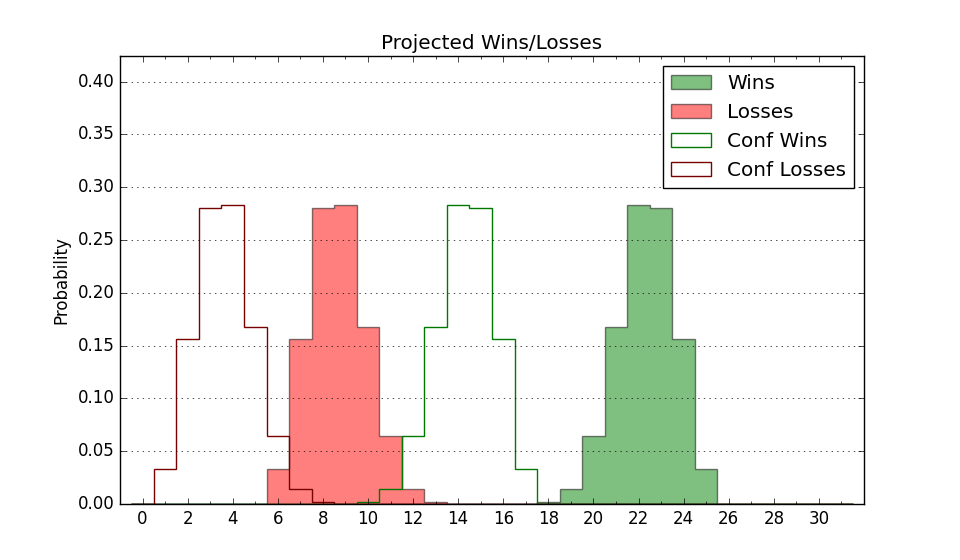 Projected Wins/Losses
Wins
Losses
Conf Wins
Conf Losses
Probability
0.40
0.35
0.30
0.25
0.20
0.15
0.10
0.05
0.00
0 2 4 6 8 10 12 14 16 18 20 22 24 26 28 30